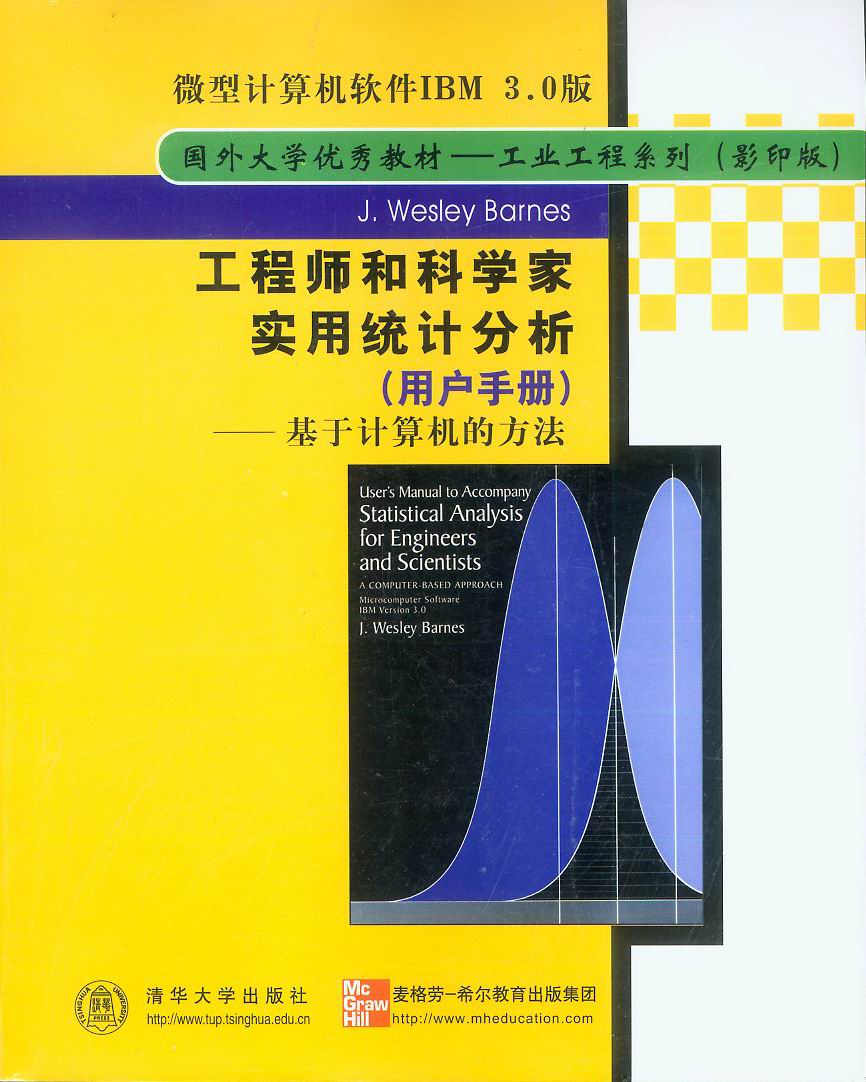 微型计算机软件IBM 3.0版
国外大学优秀教材——工业工程系列（影印版）
J. Wesley Barnes
工程师和科学家
实用统计分析
（用户手册）
——基于计算机的方法
User's Manual to Accompany
Statistical Analysis
for Engineers
and Scientists
A COMPUTER-BASED APPROACH
Microcomputer Software
IBM Version 3.0
J. Wesley Barnes
TSINGHUA UNIVERSITY
PRESS
清华大学出版社
http://www.tup.tsinghua.edu.cn
Mc
Graw
Hill
麦格劳-希尔教育出版集团
http://www.mheducation.com